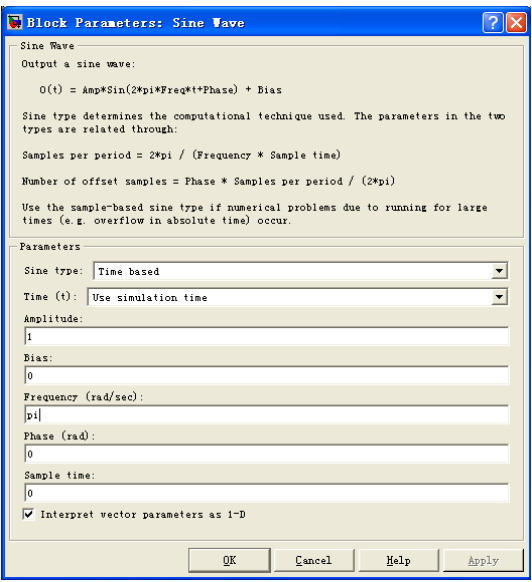 Block Parameters: Sine Wave
Sine Wave
Output a sine wave:
O(t) = Amp*Sin(2*pi*Freq*t+Phase) + Bias
Sine type determines the computational technique used. The parameters in the two
types are related through:
Samples per period = 2*pi / (Frequency * Sample time)
Number of offset samples = Phase * Samples per period / (2*pi)
Use the sample-based sine type if numerical problems due to running for large
times (e.g. overflow in absolute time) occur.
Parameters
Sine type: Time based
Time (t): Use simulation time
Amplitude:
1
Bias:
0
Frequency (rad/sec):
pi
Phase (rad):
0
Sample time:
0
Interpret vector parameters as 1-D
OK Cancel Help Apply